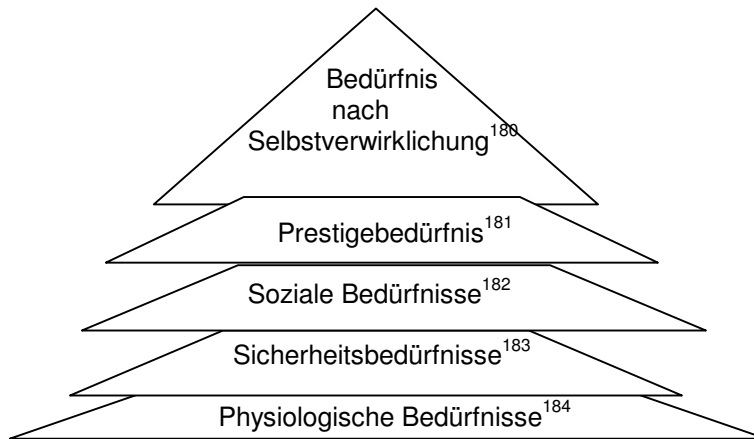 Bedürfnis
nach
Selbstverwirklichung180
Prestigebedürfnis181
Soziale Bedürfnisse182
Sicherheitsbedürfnisse183
Physiologische Bedürfnisse184